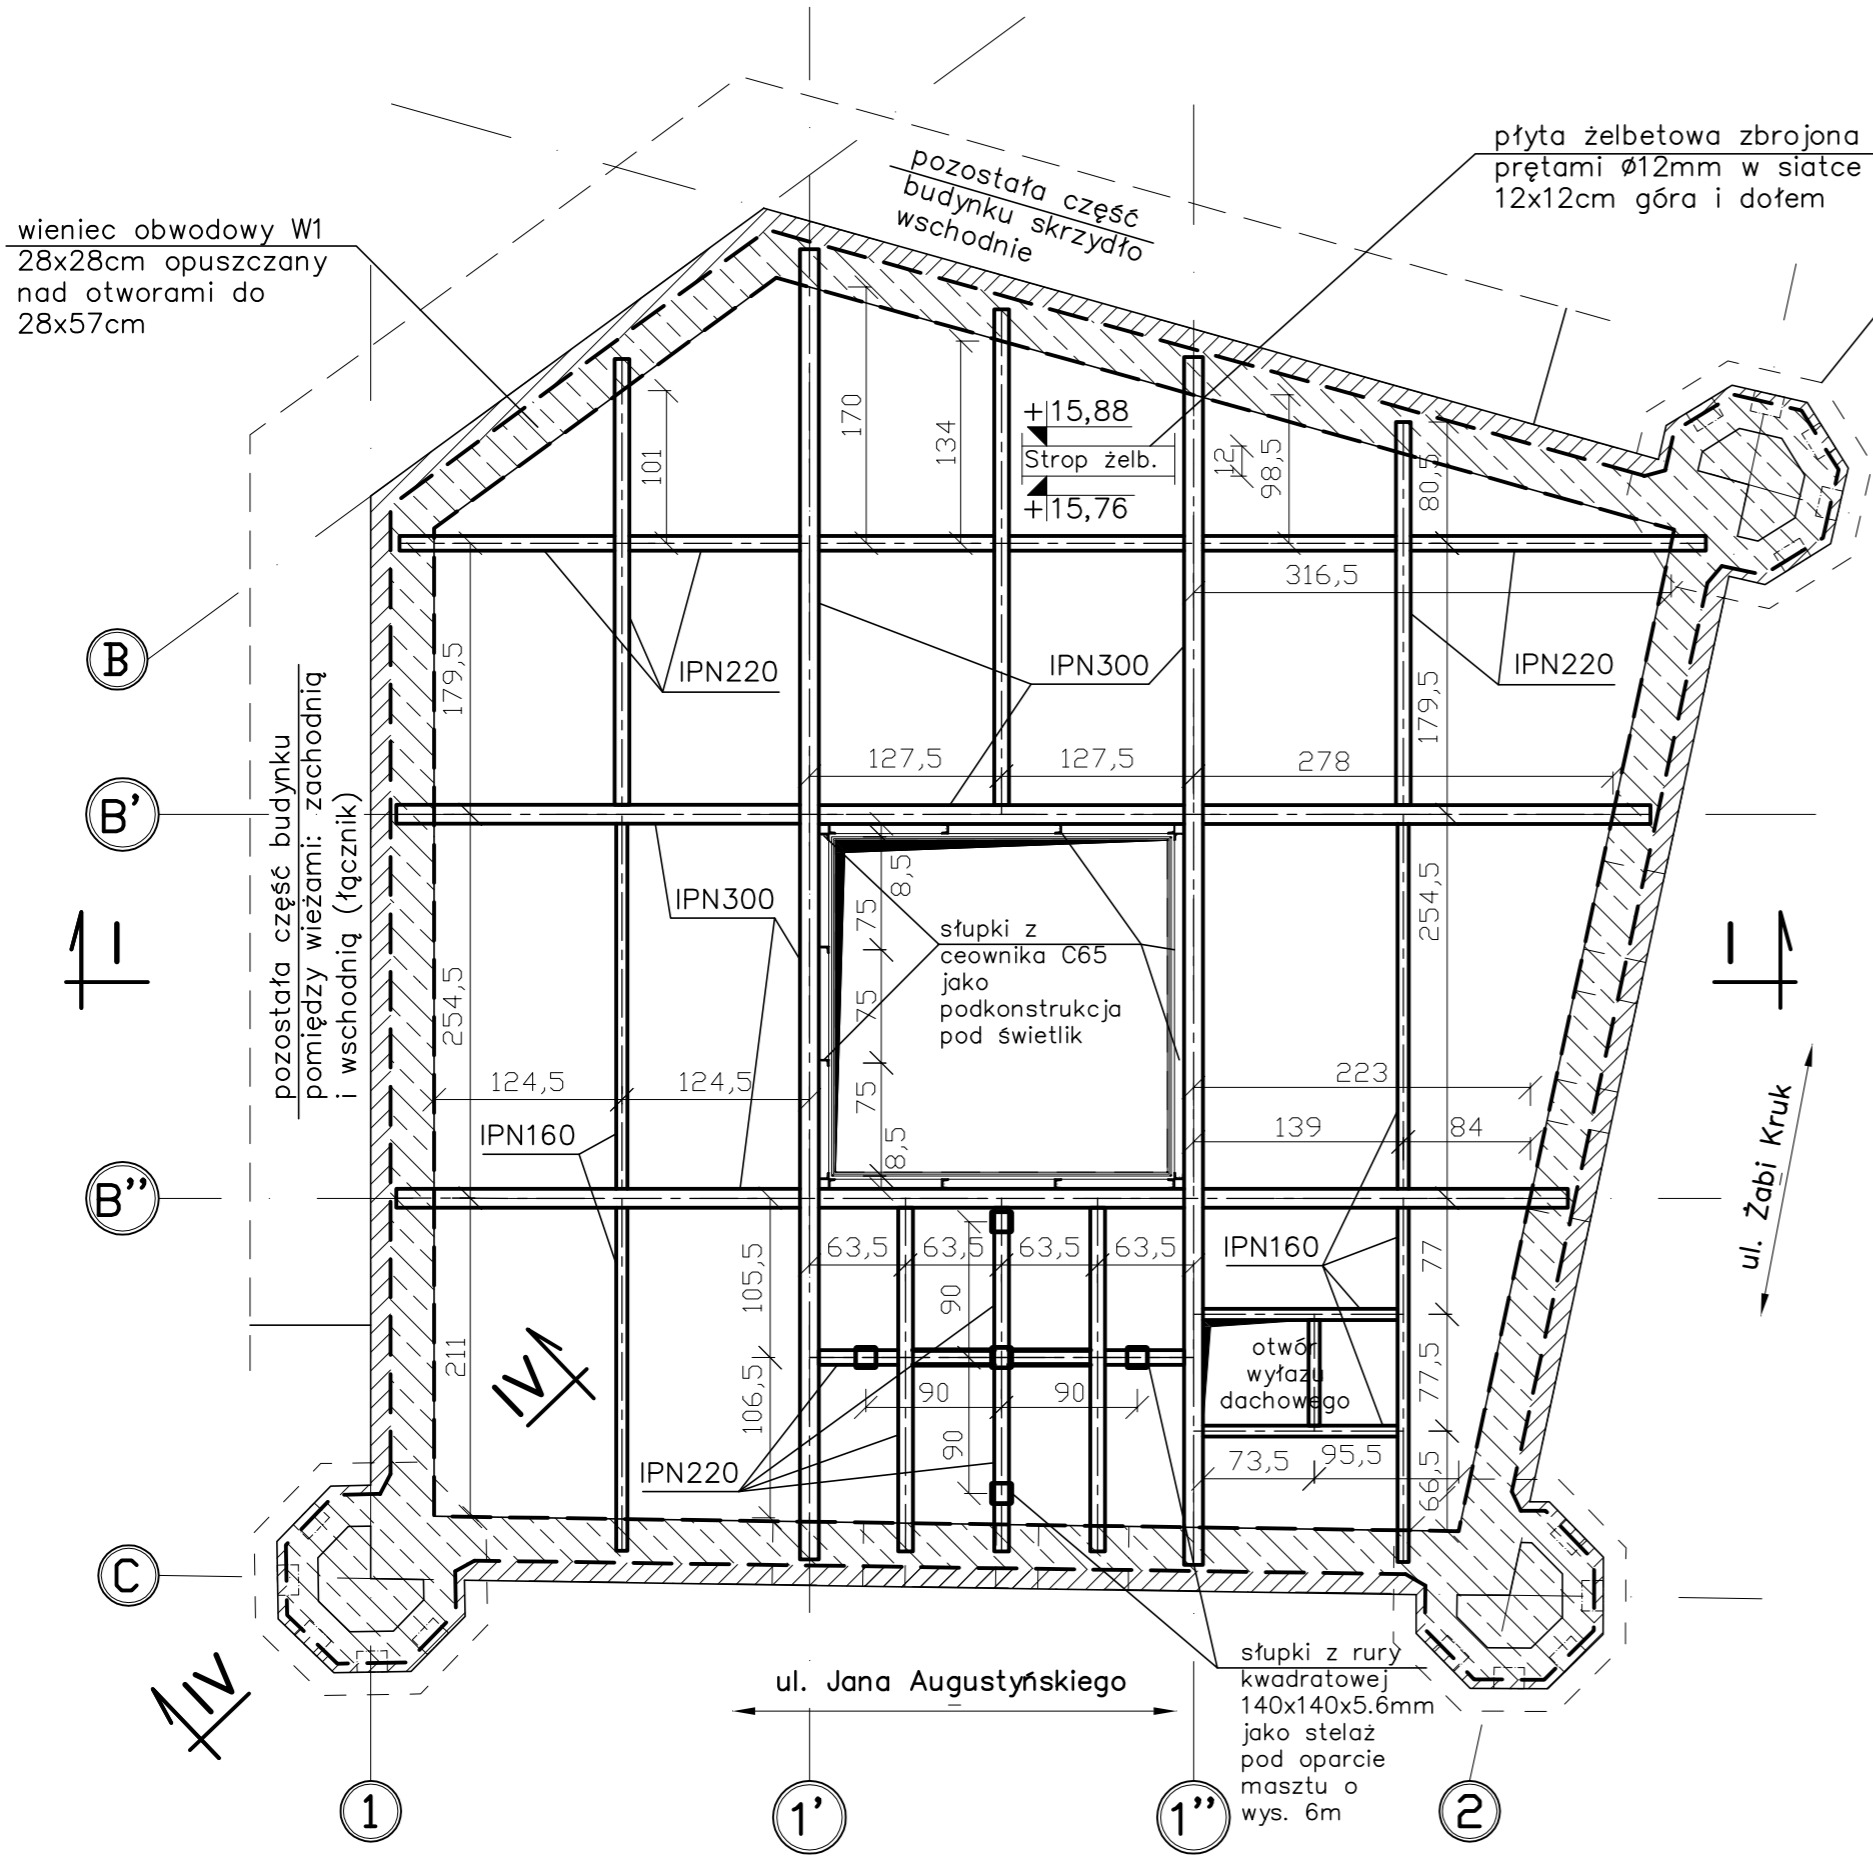 pozostała część
budynku skrzydło
wschodnie
płyta żelbetowa zbrojona
prętami ø12mm w siatce
12x12cm góra i dołem
wieniec obwodowy W1
28x28cm opuszczany
nad otworami do
28x57cm
170
134
+15,88
Strop żelb.
+15,76
12
98,5
80,5
101
316,5
B
179,5
IPN220
IPN300
IPN220
179,5
127,5
127,5
278
B'
pozostała część budynku
pomiędzy wieżami: zachodnią
i wschodnią (łącznik)
8,5
IPN300
75
254,5
słupki z
ceownika C65
jako
podkonstrukcja
pod świetlik
I
I
254,5
75
124,5
124,5
75
223
IPN160
8,5
139
84
ul. Żabi Kruk
B''
63,5
63,5
63,5
63,5
IPN160
77
105,5
90
211
otwór
wyłazu
dachowego
77,5
IV
106,5
90
90
90
73,5
95,5
66,5
IPN220
C
IV
ul. Jana Augustyńskiego
słupki z rury
kwadratowej
140x140x5.6mm
jako stelaż
pod oparcie
masztu o
wys. 6m
1
1'
1''
2